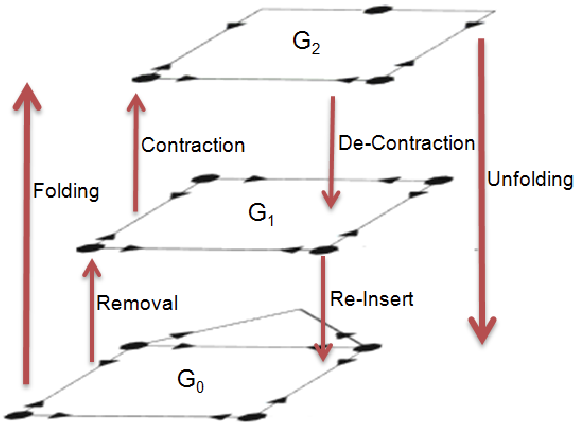 G₂
Contraction
De-Contraction
Folding
Unfolding
G₁
Removal
Re-Insert
G₀